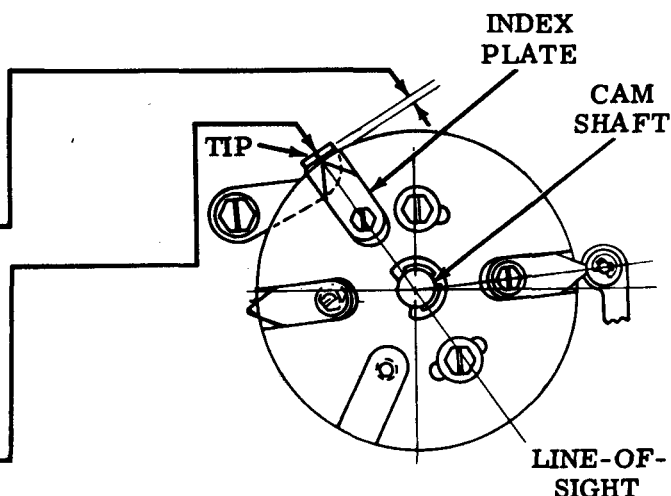 INDEX
PLATE
CAM
SHAFT
TIP
LINE-OF-
SIGHT